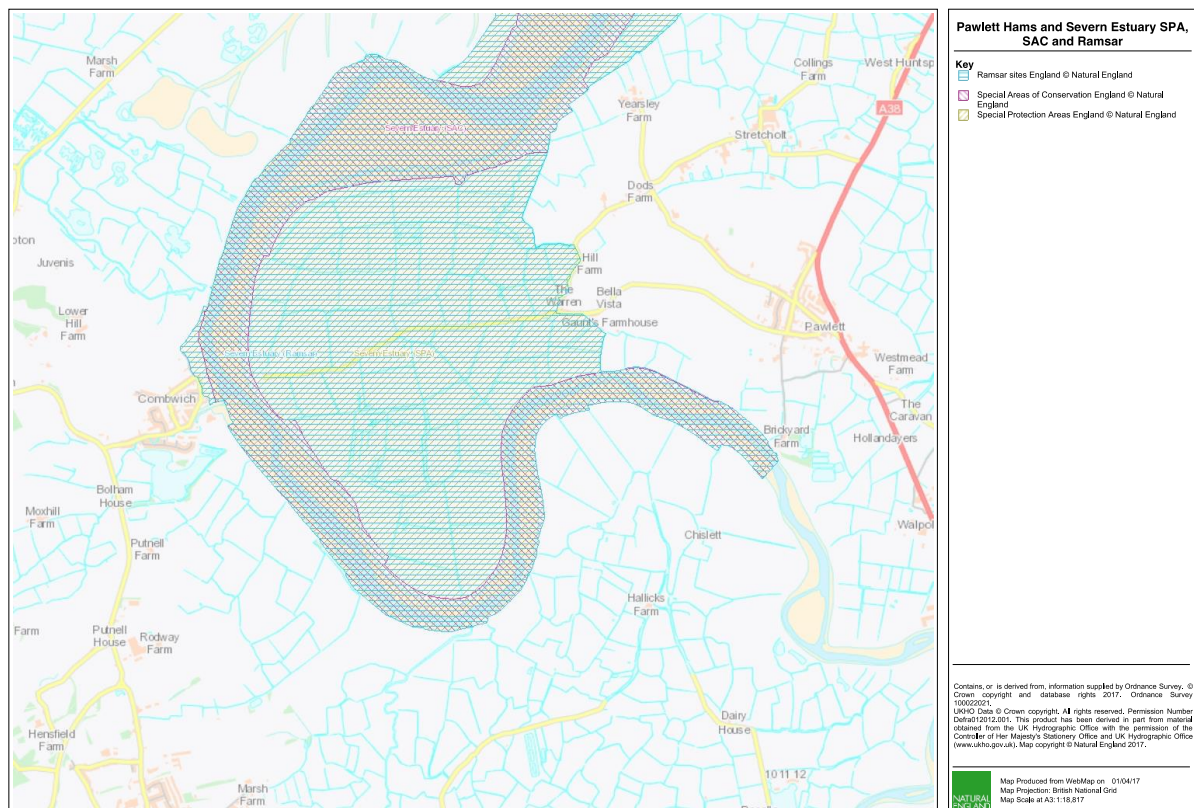 Pawlett Hams and Severn Estuary SPA,
SAC and Ramsar
Key
Ramsar sites England © Natural England
Special Areas of Conservation England © Natural
England
Special Protection Areas England © Natural England
Marsh
Farm
Collings
Farm
West Huntsp
A38
Yearsley
Farm
Stretcholt
Severn Estuary SAC
Dods
Farm
oton
Juvenis
Hill
Farm
The
Warren
Bella
Vista
Lower
Hill
Farm
Gaunt's Farmhouse
Pawlett
Severn Estuary Ramsar
Severn Estuary SPA
Westmead
Farm
Combwich
The
Caravan
Brickyard
Farm
Hollandayers
Bolham
House
Moxhill
Farm
Putnell
Farm
Chislett
Walpol
Hallicks
Farm
Farm
Putnell
House
Rodway
Farm
Dairy
House
Hensfield
Farm
Marsh
Farm
10 11 12
Contains, or is derived from, information supplied by Ordnance Survey. ©
Crown copyright and database rights 2017. Ordnance Survey
100022021.
UKHO Data © Crown copyright. All rights reserved. Permission Number
Defra012012.001. This product has been derived in part from material
obtained from the UK Hydrographic Office with the permission of the
Controller of Her Majesty's Stationery Office and UK Hydrographic Office
(www.ukho.gov.uk). Map copyright © Natural England 2017.
NATURAL
ENGLAND
Map Produced from WebMap on 01/04/17
Map Projection: British National Grid
Map Scale at A3: 1:18,817